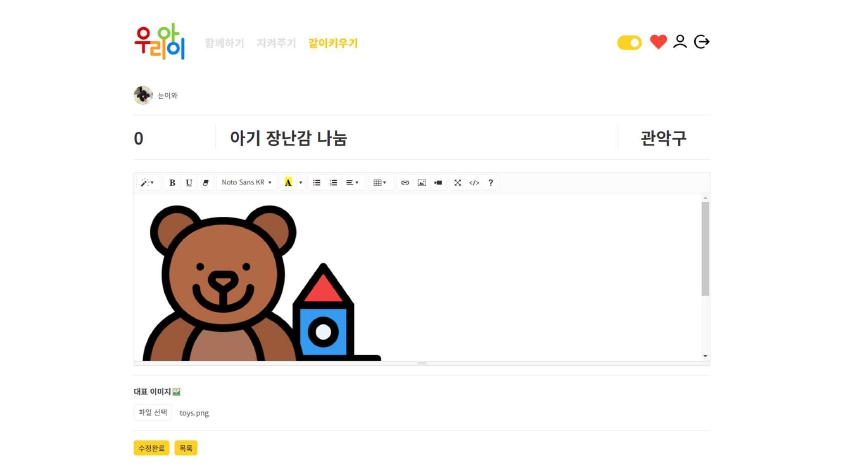 우리아이
함께하기 지켜주기 같이키우기
눈이와
0 아기 장난감 나눔 관악구
B U Noto Sans KR A </> ?
대표 이미지
파일 선택 toys.png
수정완료 목록